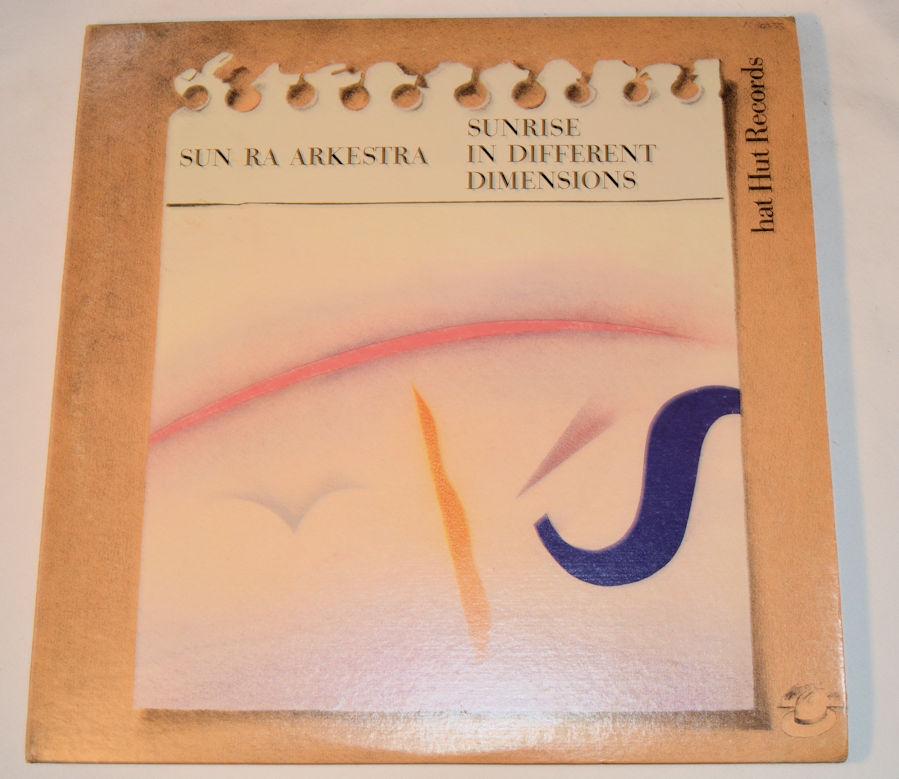 SUN RA ARKESTRA
SUNRISE
IN DIFFERENT
DIMENSIONS
hat Hut Records